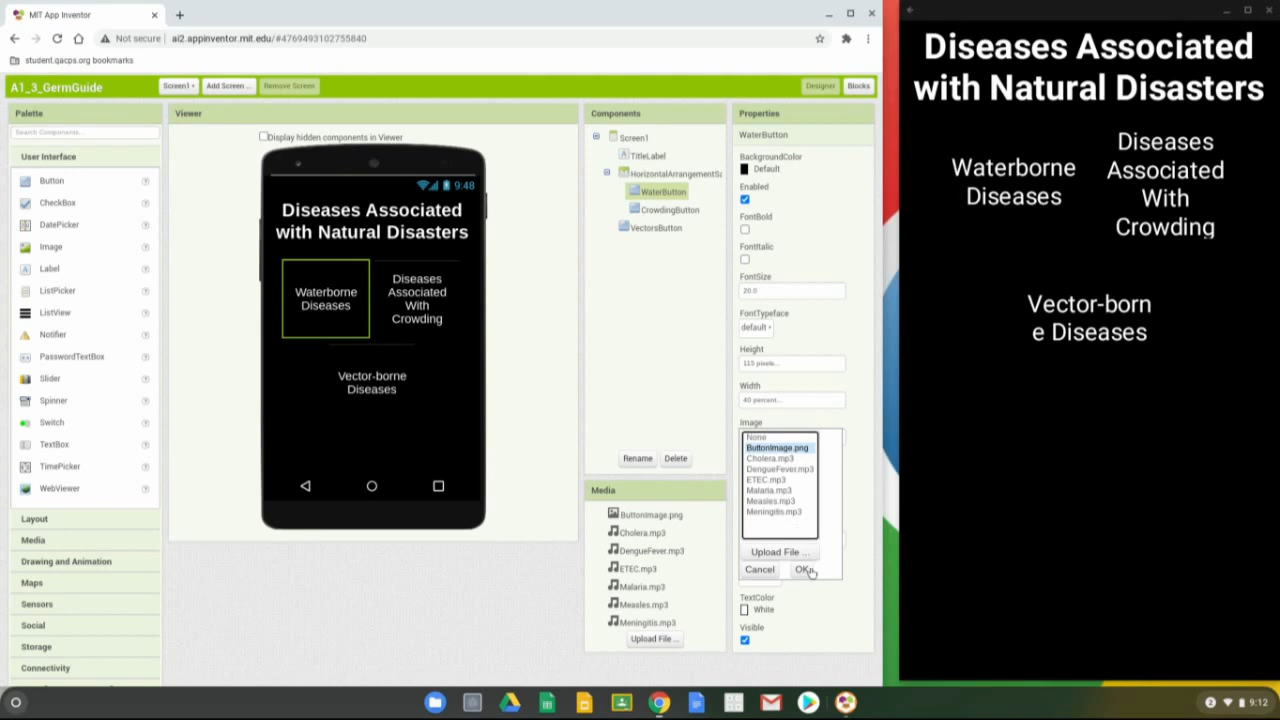 MIT App Inventor
Not secure
ai2.appinventor.mit.edu/#4769493102755840
student.qacps.org bookmarks
A1_3_GermGuide
Screen1
Add Screen ...
Remove Screen
Designer
Blocks
Palette
Search Components...
User Interface
Button
CheckBox
DatePicker
Image
Label
ListPicker
ListView
Notifier
PasswordTextBox
Slider
Spinner
Switch
TextBox
TimePicker
WebViewer
Layout
Media
Drawing and Animation
Maps
Sensors
Social
Storage
Connectivity
Viewer
Display hidden components in Viewer
9:48
Diseases Associated
with Natural Disasters
Waterborne
Diseases
Diseases
Associated
With
Crowding
Vector-borne
Diseases
Components
Screen1
TitleLabel
HorizontalArrangementSa
WaterButton
CrowdingButton
VectorsButton
Rename
Delete
Media
ButtonImage.png
Cholera.mp3
DengueFever.mp3
ETEC.mp3
Malaria.mp3
Measles.mp3
Meningitis.mp3
Upload File ...
Properties
WaterButton
BackgroundColor
Default
Enabled
FontBold
FontItalic
FontSize
20.0
FontTypeface
default
Height
115 pixels...
Width
40 percent...
Image
None
ButtonImage.png
Cholera.mp3
DengueFever.mp3
ETEC.mp3
Malaria.mp3
Measles.mp3
Meningitis.mp3
Upload File ...
Cancel
OK
TextColor
White
Visible
Diseases Associated
with Natural Disasters
Waterborne
Diseases
Diseases
Associated
With
Crowding
Vector-born
e Diseases
2
9:12